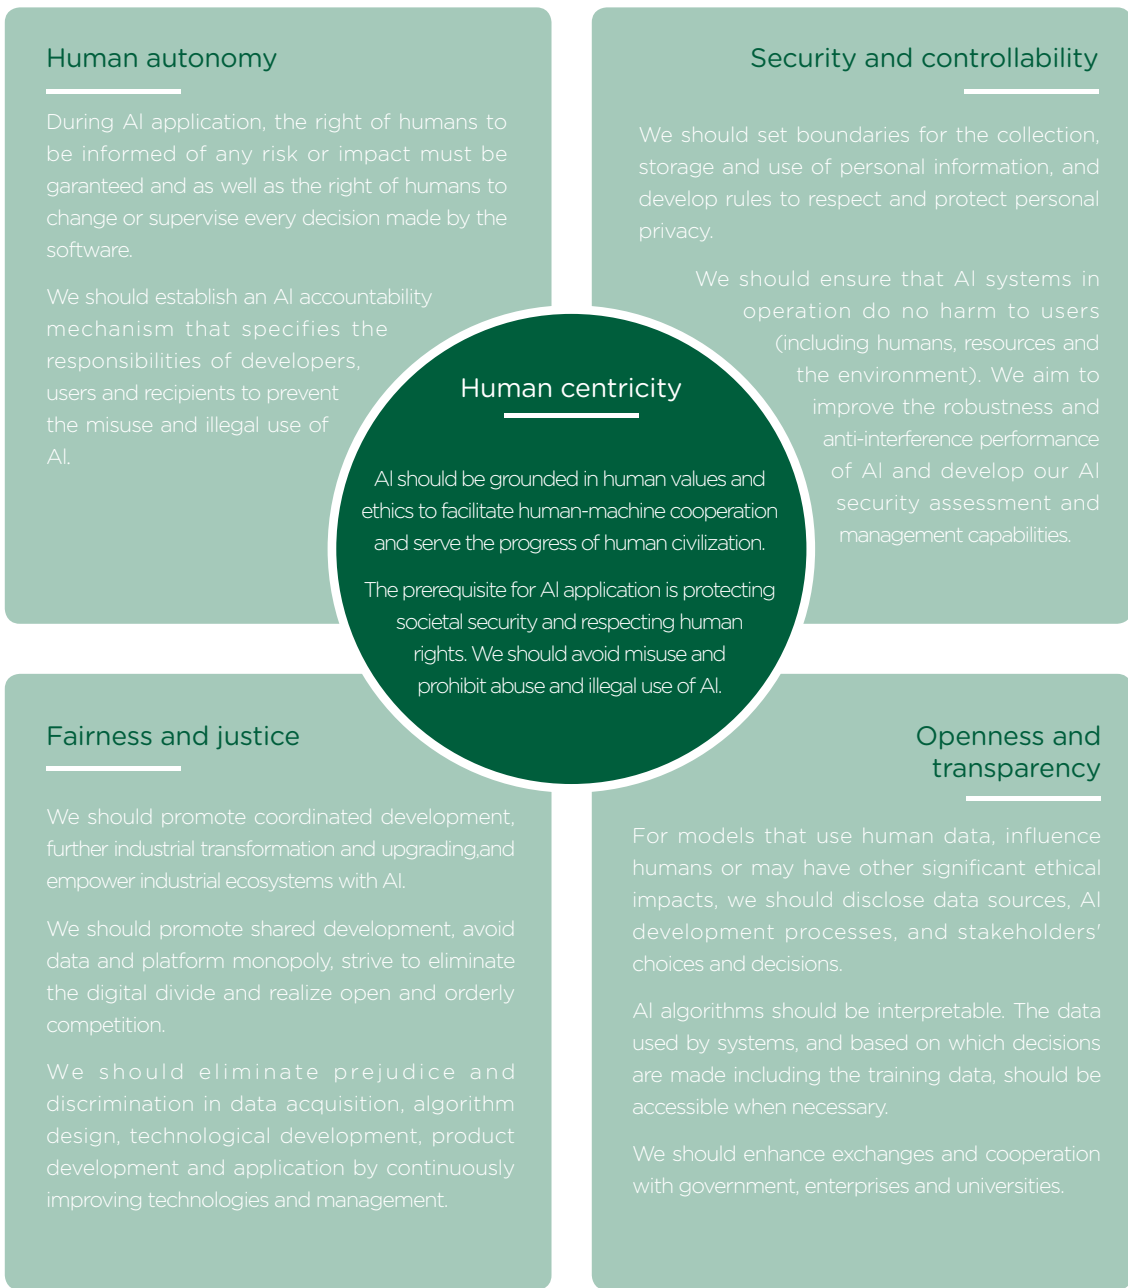 Human autonomy
During AI application, the right of humans to
be informed of any risk or impact must be
garanteed and as well as the right of humans to
change or supervise every decision made by the
software.
We should establish an AI accountability
mechanism that specifies the
responsibilities of developers,
users and recipients to prevent
the misuse and illegal use of
AI.
Security and controllability
We should set boundaries for the collection,
storage and use of personal information, and
develop rules to respect and protect personal
privacy.
We should ensure that AI systems in
operation do no harm to users
(including humans, resources and
the environment). We aim to
improve the robustness and
anti-interference performance
of AI and develop our AI
security assessment and
management capabilities.
Human centricity
AI should be grounded in human values and
ethics to facilitate human-machine cooperation
and serve the progress of human civilization.
The prerequisite for AI application is protecting
societal security and respecting human
rights. We should avoid misuse and
prohibit abuse and illegal use of AI.
Fairness and justice
We should promote coordinated development,
further industrial transformation and upgrading,and
empower industrial ecosystems with AI.
We should promote shared development, avoid
data and platform monopoly, strive to eliminate
the digital divide and realize open and orderly
competition.
We should eliminate prejudice and
discrimination in data acquisition, algorithm
design, technological development, product
development and application by continuously
improving technologies and management.
Openness and
transparency
For models that use human data, influence
humans or may have other significant ethical
impacts, we should disclose data sources, AI
development processes, and stakeholders'
choices and decisions.
AI algorithms should be interpretable. The data
used by systems, and based on which decisions
are made including the training data, should be
accessible when necessary.
We should enhance exchanges and cooperation
with government, enterprises and universities.